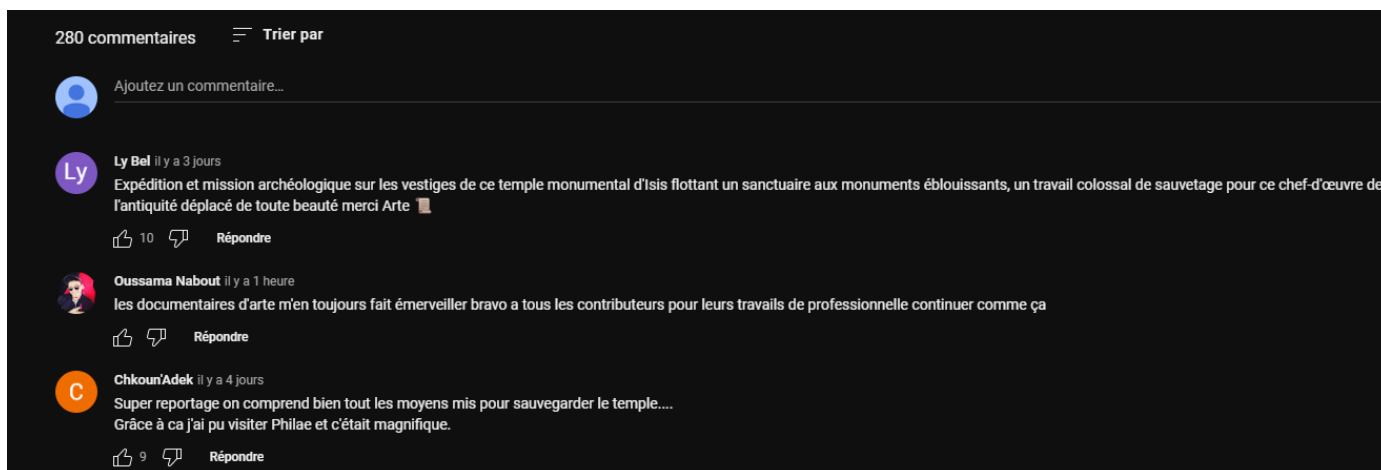 280 commentaires Trier par
Ajoutez un commentaire...
Ly
Ly Bel il y a 3 jours
Expédition et mission archéologique sur les vestiges de ce temple monumental d'Isis flottant un sanctuaire aux monuments éblouissants, un travail colossal de sauvetage pour ce chef-d'œuvre de
l'antiquité déplacé de toute beauté merci Arte 📜
10 Répondre
Oussama Nabout il y a 1 heure
les documentaires d'arte m'en toujours fait émerveiller bravo a tous les contributeurs pour leurs travails de professionnelle continuer comme ça
Répondre
C
Chkoun'Adek il y a 4 jours
Super reportage on comprend bien tout les moyens mis pour sauvegarder le temple....
Grâce à ca j'ai pu visiter Philae et c'était magnifique.
9 Répondre